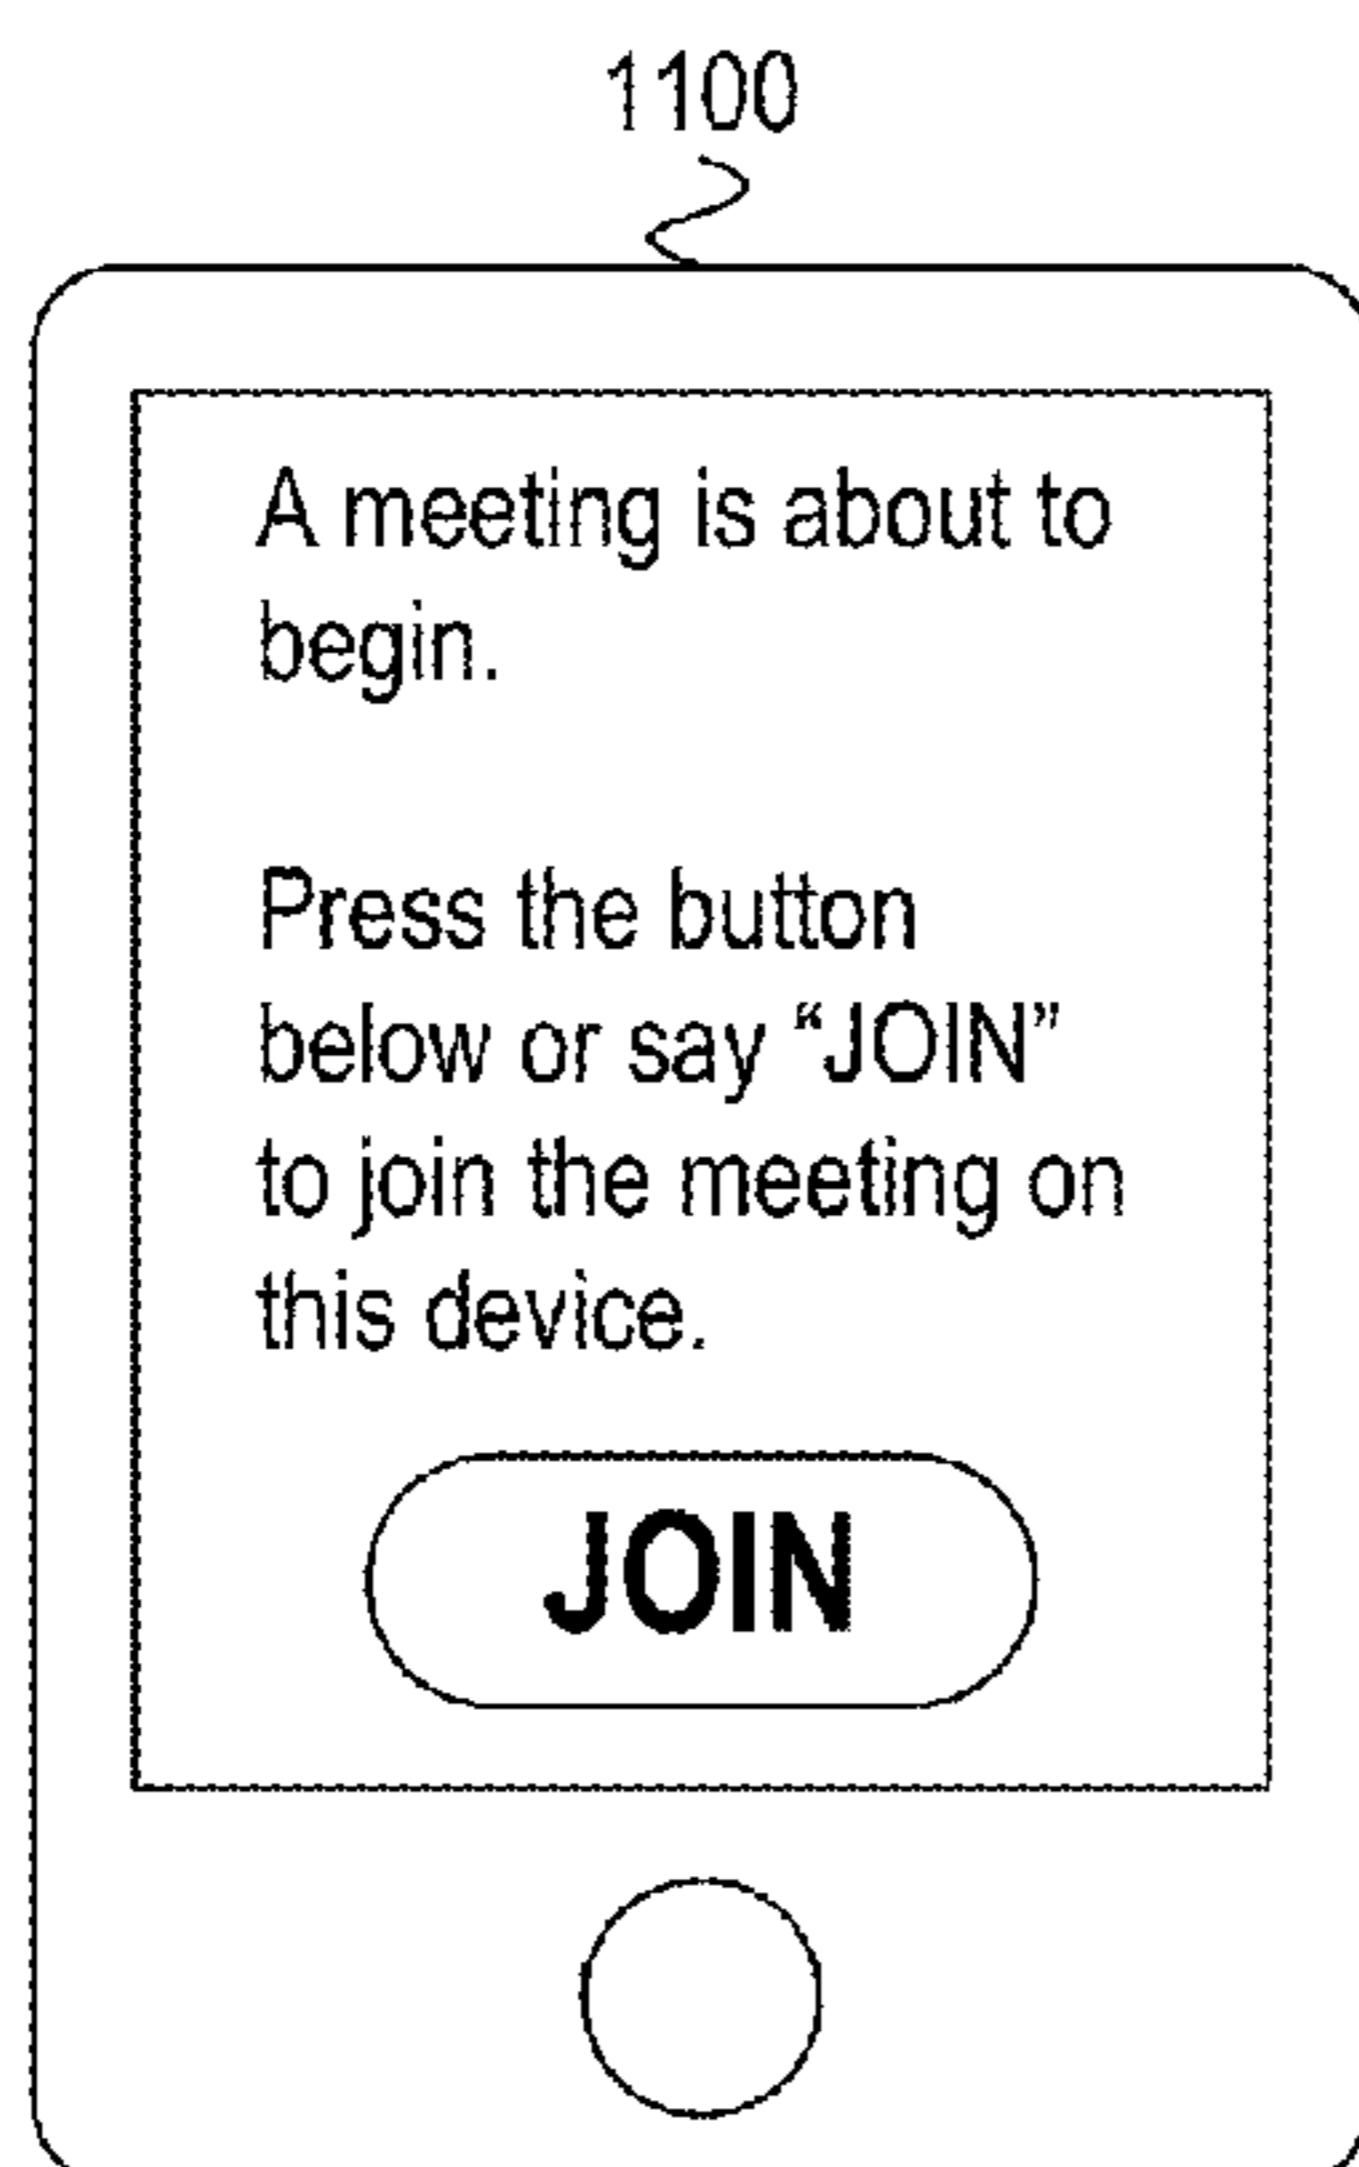 1100
A meeting is about to
begin.
Press the button
below or say “JOIN”
to join the meeting on
this device.
JOIN